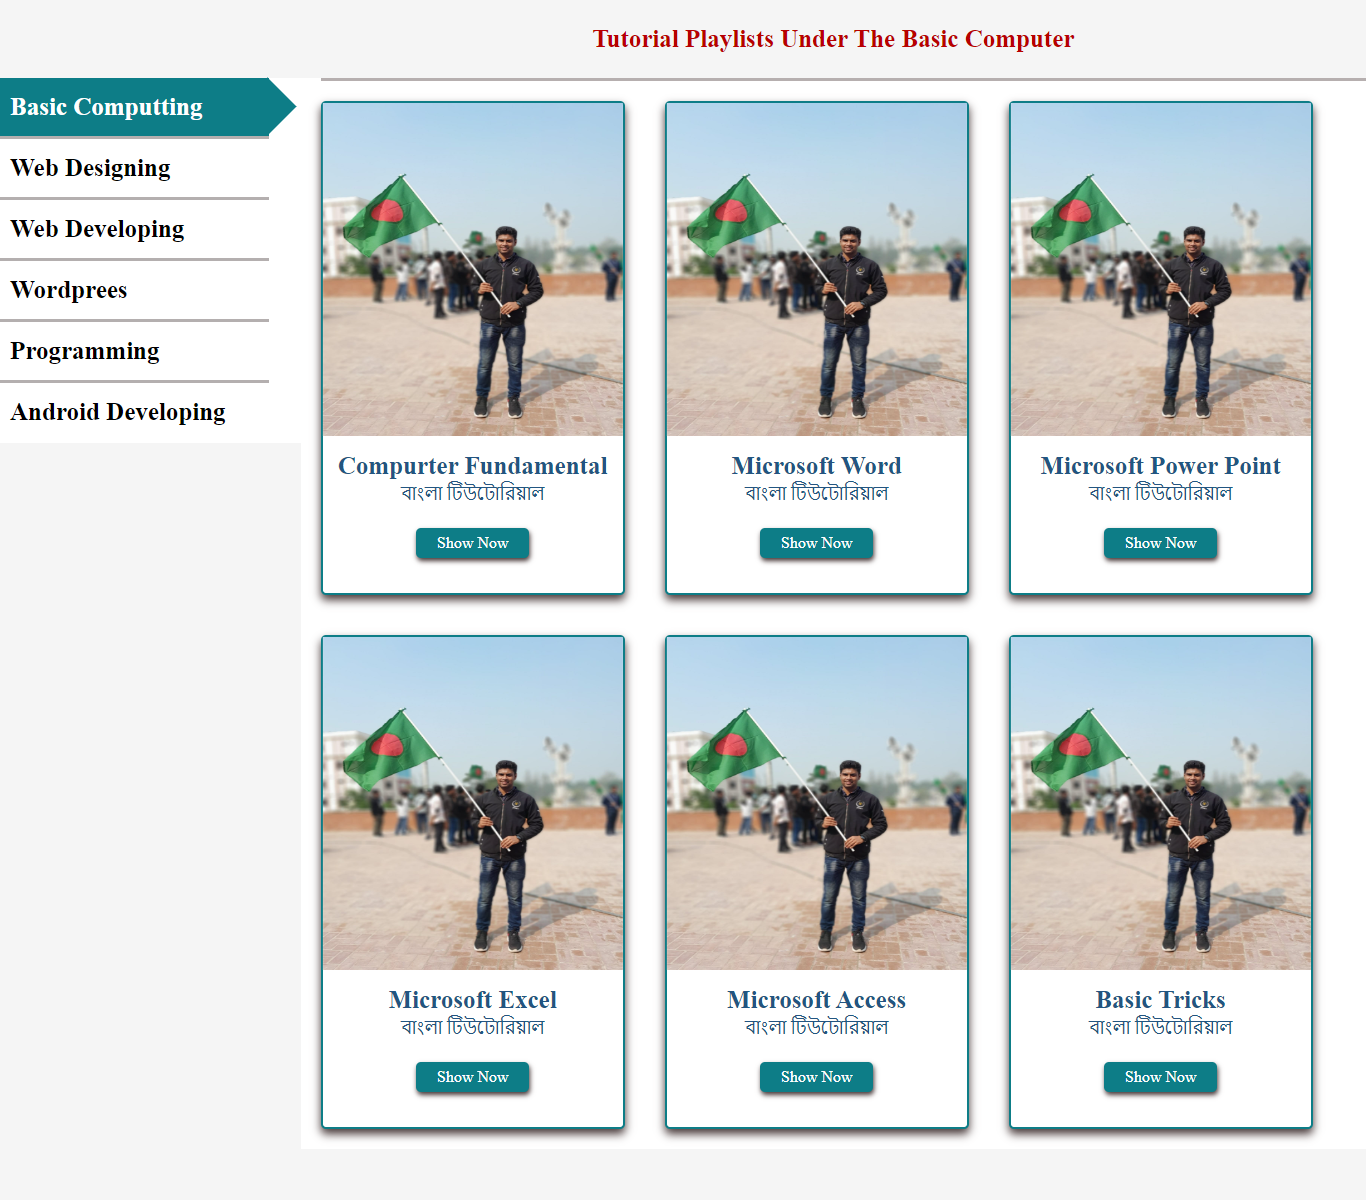 Tutorial Playlists Under The Basic Computer
Basic Computting
Web Designing
Web Developing
Wordprees
Programming
Android Developing
Compurter Fundamental
বাংলা টিউটোরিয়াল
Show Now
Microsoft Word
বাংলা টিউটোরিয়াল
Show Now
Microsoft Power Point
বাংলা টিউটোরিয়াল
Show Now
Microsoft Excel
বাংলা টিউটোরিয়াল
Show Now
Microsoft Access
বাংলা টিউটোরিয়াল
Show Now
Basic Tricks
বাংলা টিউটোরিয়াল
Show Now